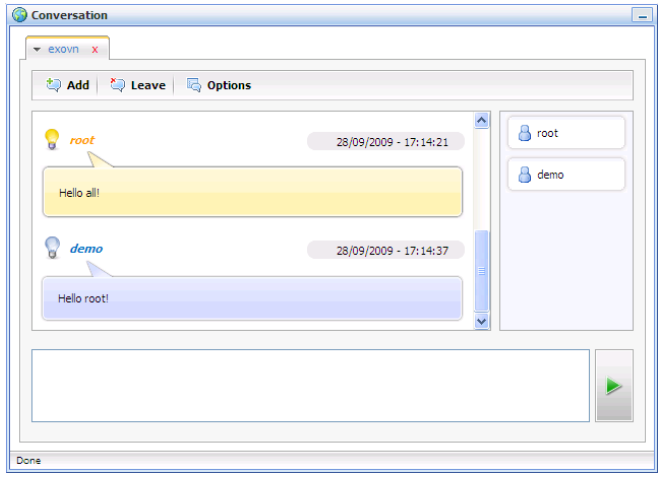 Conversation
exovn x
Add Leave Options
root 28/09/2009 - 17:14:21
Hello all!
demo 28/09/2009 - 17:14:37
Hello root!
root
demo
Done